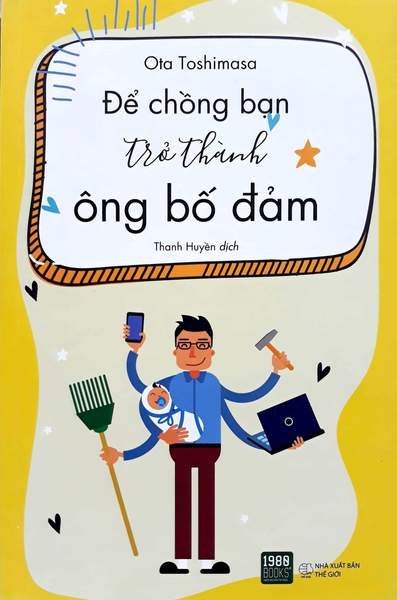 Ota Toshimasa
Để chồng bạn
trở thành
ông bố đảm
Thanh Huyền dịch
1980
BOOKS
NHÀ XUẤT BẢN
THẾ GIỚI